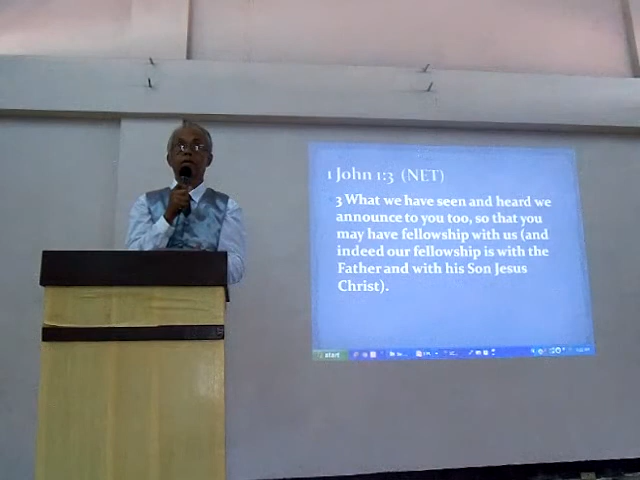 1 John 1:3 (NET)
3 What we have seen and heard we
announce to you too, so that you
may have fellowship with us (and
indeed our fellowship is with the
Father and with his Son Jesus
Christ).
start